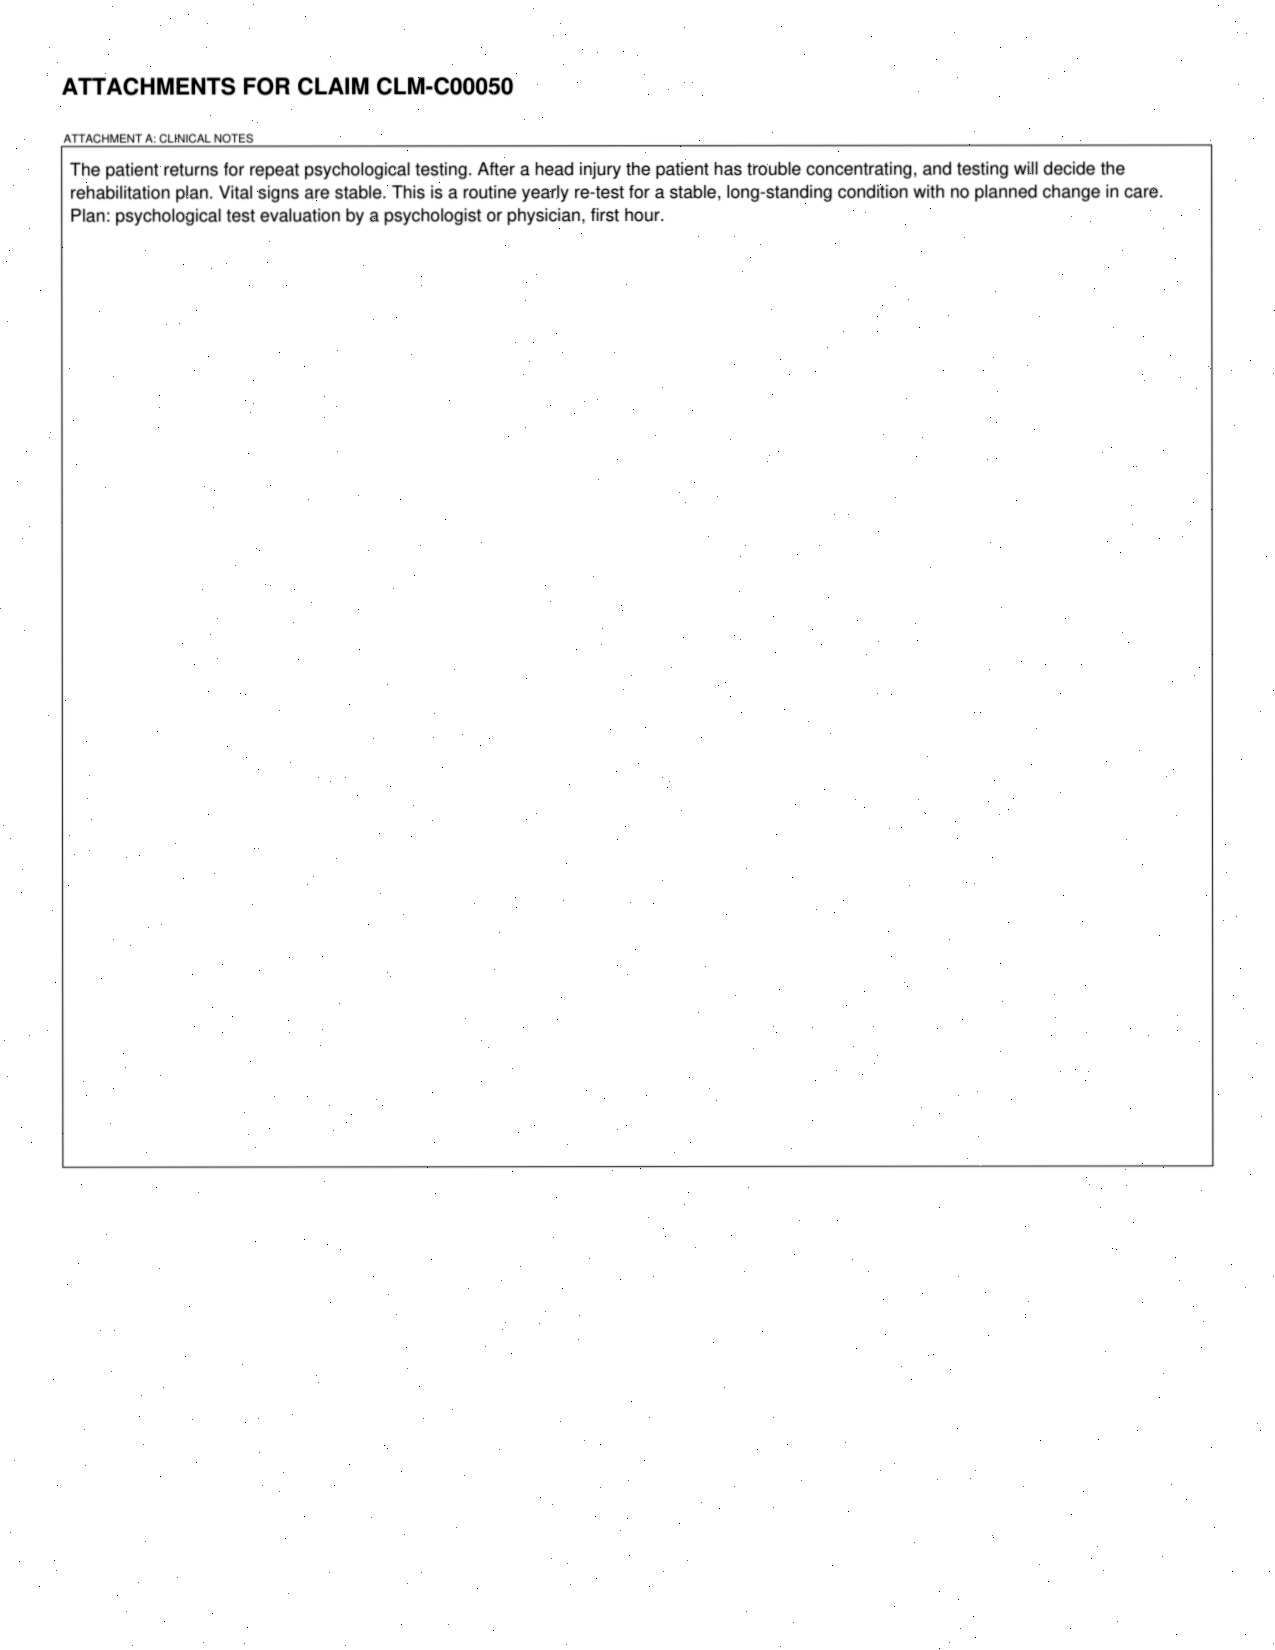 ATTACHMENTS FOR CLAIM CLM-C00050
ATTACHMENT A: CLINICAL NOTES
The patient returns for repeat psychological testing. After a head injury the patient has trouble concentrating, and testing will decide the
rehabilitation plan. Vital signs are stable. This is a routine yearly re-test for a stable, long-standing condition with no planned change in care.
Plan: psychological test evaluation by a psychologist or physician, first hour.